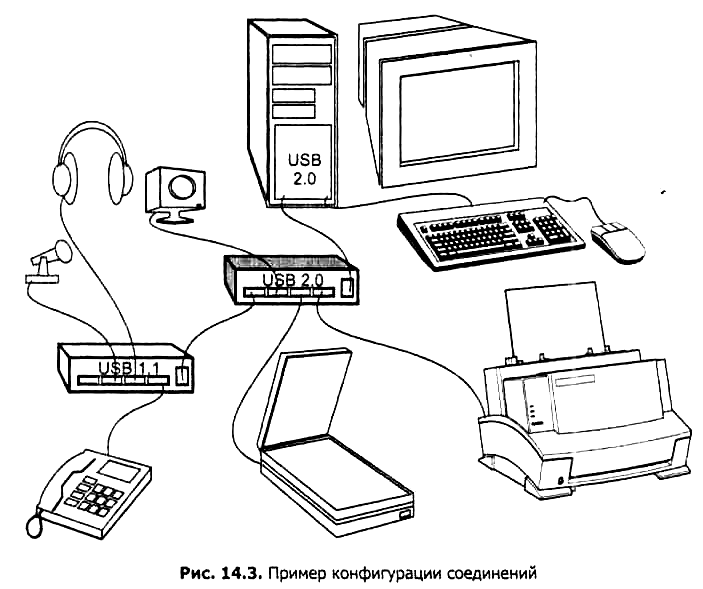 USB
2.0
USB 2.0
USB 1.1
Рис. 14.3. Пример конфигурации соединений